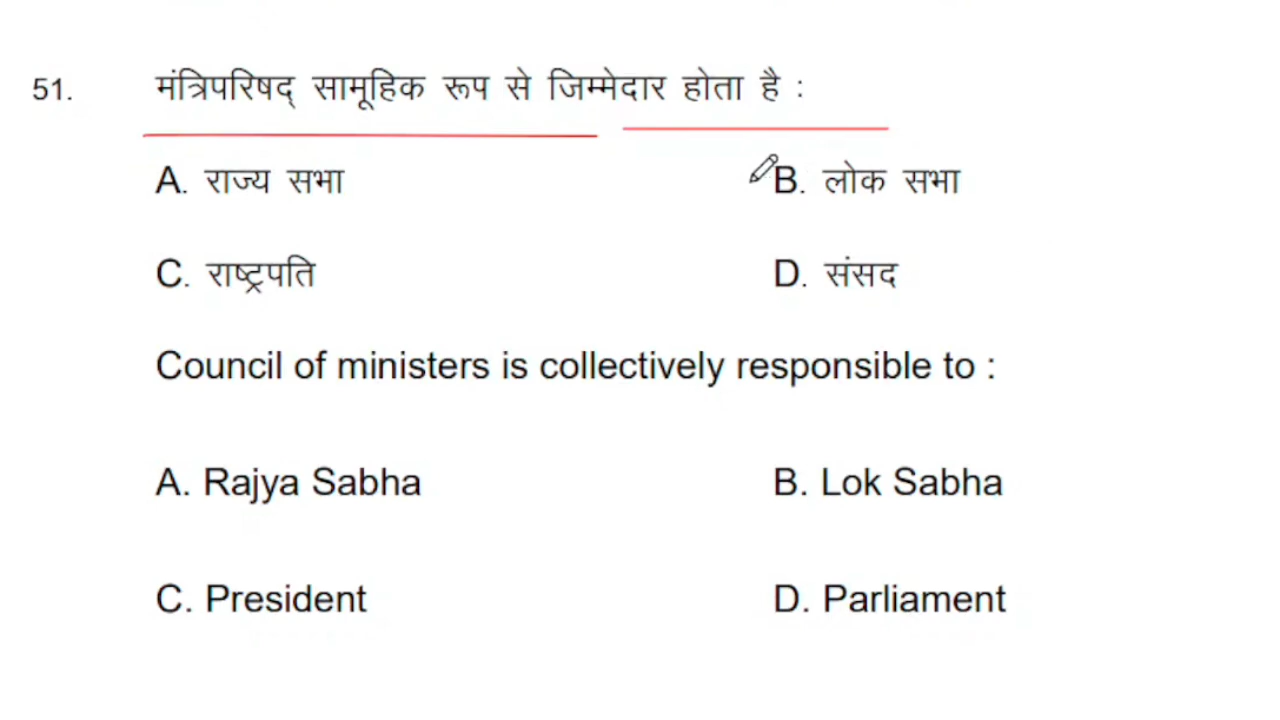 51. मंत्रिपरिषद् सामूहिक रूप से जिम्मेदार होता है :
A. राज्य सभा B. लोक सभा
C. राष्ट्रपति D. संसद
Council of ministers is collectively responsible to :
A. Rajya Sabha B. Lok Sabha
C. President D. Parliament